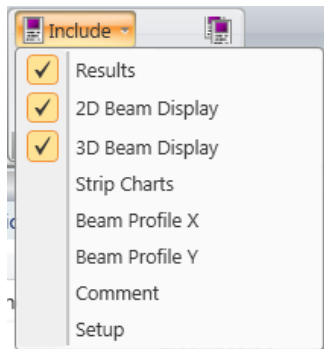 Include
Results
2D Beam Display
3D Beam Display
Strip Charts
Beam Profile X
Beam Profile Y
Comment
Setup